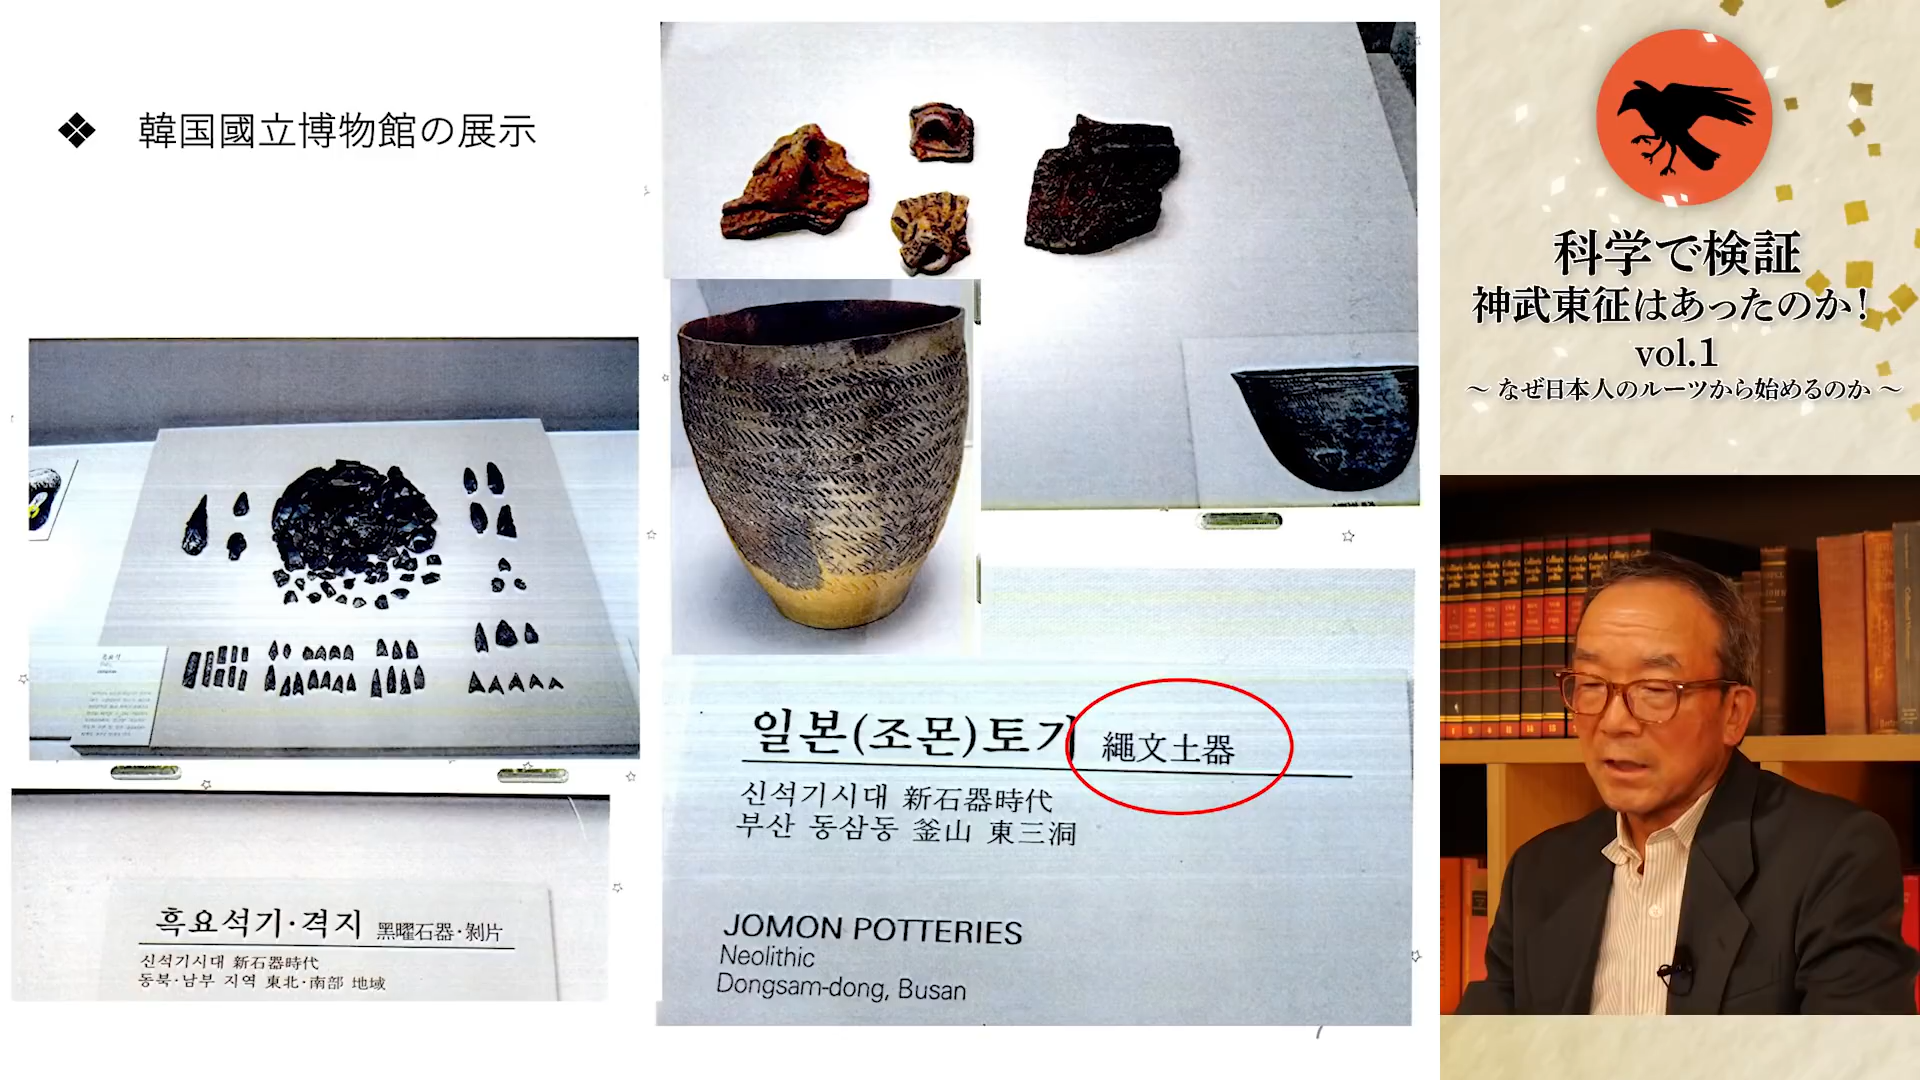 ❖ 韓国國立博物館の展示
흑요석기·격지 黑曜石器·剝片
신석기시대 新石器時代
동북·남부 지역 東北·南部 地域
일본(조몬)토기 繩文土器
신석기시대 新石器時代
부산 동삼동 釜山 東三洞
JOMON POTTERIES
Neolithic
Dongsam-dong, Busan
科学で検証
神武東征はあったのか!
vol.1
～ なぜ日本人のルーツから始めるのか ～